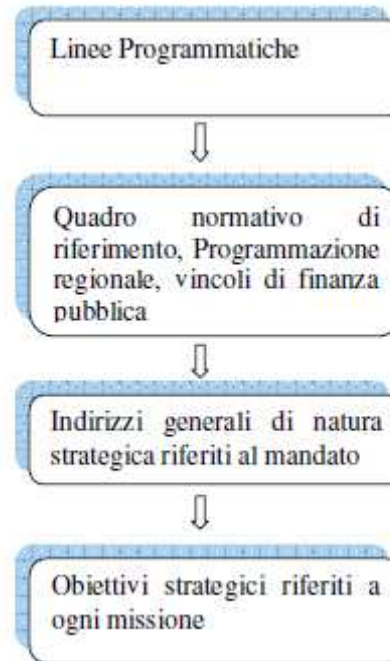 Linee Programmatiche
Quadro normativo di
riferimento, Programmazione
regionale, vincoli di finanza
pubblica
Indirizzi generali di natura
strategica riferiti al mandato
Obiettivi strategici riferiti a
ogni missione